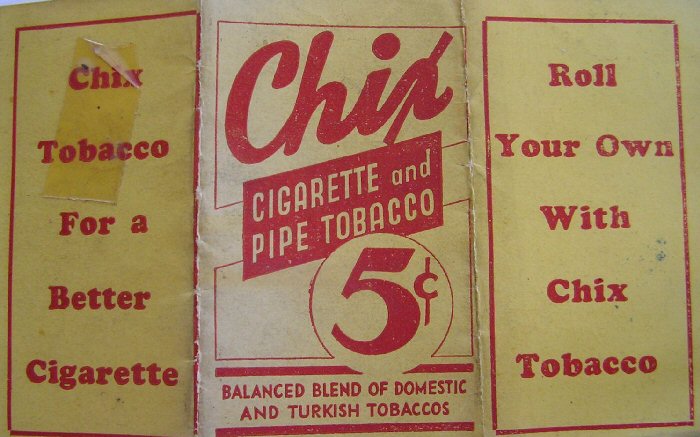 Chix
Tobacco
For a
Better
Cigarette
Chix
CIGARETTE and
PIPE TOBACCO
5¢
BALANCED BLEND OF DOMESTIC
AND TURKISH TOBACCOS
Roll
Your Own
With
Chix
Tobacco